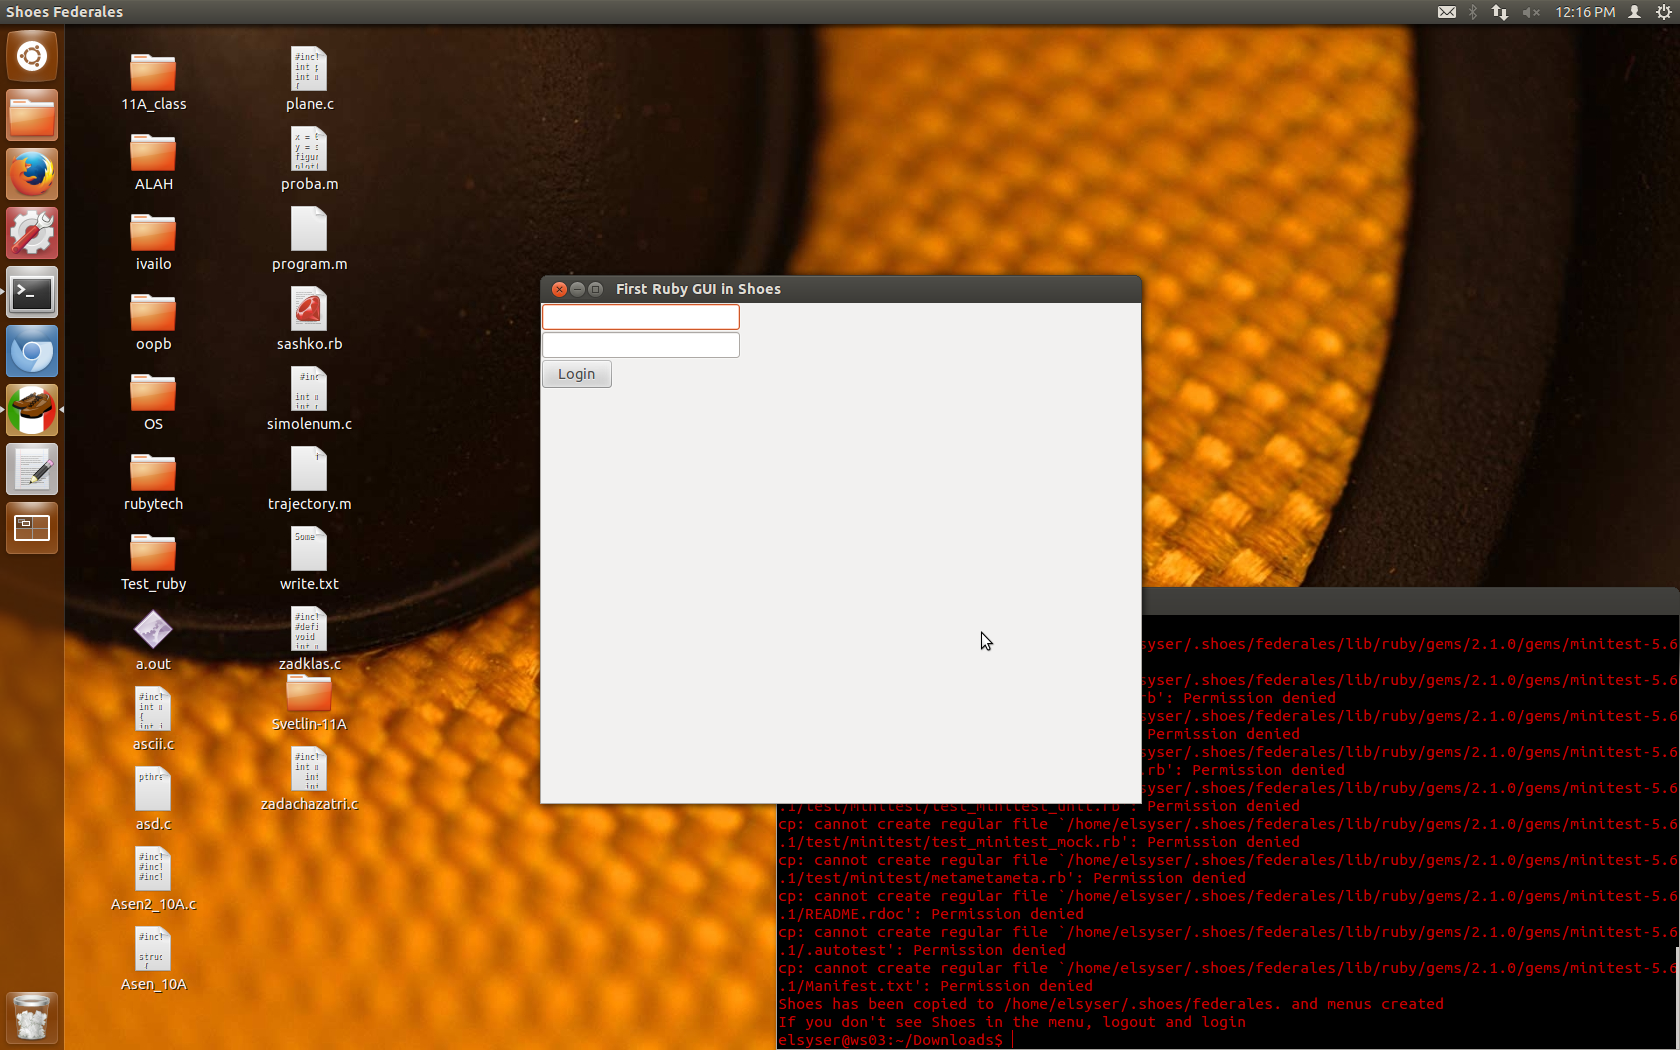 Shoes Federales
12:16 PM
11A_class
ALAH
ivailo
oopb
OS
rubytech
Test_ruby
a.out
ascii.c
asd.c
Asen2_10A.c
Asen_10A
plane.c
proba.m
program.m
sashko.rb
simolenum.c
trajectory.m
write.txt
zadklas.c
Svetlin-11A
zadachazatri.c
First Ruby GUI in Shoes
Login
syser/.shoes/federales/lib/ruby/gems/2.1.0/gems/minitest-5.6
syser/.shoes/federales/lib/ruby/gems/2.1.0/gems/minitest-5.6
rb': Permission denied
syser/.shoes/federales/lib/ruby/gems/2.1.0/gems/minitest-5.6
Permission denied
syser/.shoes/federales/lib/ruby/gems/2.1.0/gems/minitest-5.6
.rb': Permission denied
syser/.shoes/federales/lib/ruby/gems/2.1.0/gems/minitest-5.6
.1/test/minitest/test_minitest_unit.rb': Permission denied
cp: cannot create regular file `/home/elsyser/.shoes/federales/lib/ruby/gems/2.1.0/gems/minitest-5.6
.1/test/minitest/test_minitest_mock.rb': Permission denied
cp: cannot create regular file `/home/elsyser/.shoes/federales/lib/ruby/gems/2.1.0/gems/minitest-5.6
.1/test/minitest/metametameta.rb': Permission denied
cp: cannot create regular file `/home/elsyser/.shoes/federales/lib/ruby/gems/2.1.0/gems/minitest-5.6
.1/README.rdoc': Permission denied
cp: cannot create regular file `/home/elsyser/.shoes/federales/lib/ruby/gems/2.1.0/gems/minitest-5.6
.1/.autotest': Permission denied
cp: cannot create regular file `/home/elsyser/.shoes/federales/lib/ruby/gems/2.1.0/gems/minitest-5.6
.1/Manifest.txt': Permission denied
Shoes has been copied to /home/elsyser/.shoes/federales. and menus created
If you don't see Shoes in the menu, logout and login
elsyser@ws03:~/Downloads$